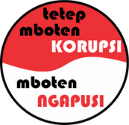 tetep
mboten
KORUPSI
mboten
NGAPUSI